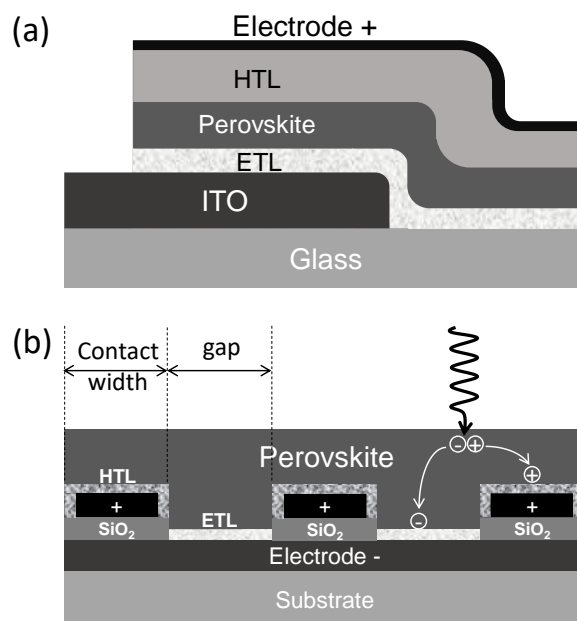 (a)
Electrode +
HTL
Perovskite
ETL
ITO
Glass
(b)
Contact
width
gap
- +
Perovskite
HTL
+
+
+
+
-
SiO₂
ETL
SiO₂
SiO₂
Electrode -
Substrate